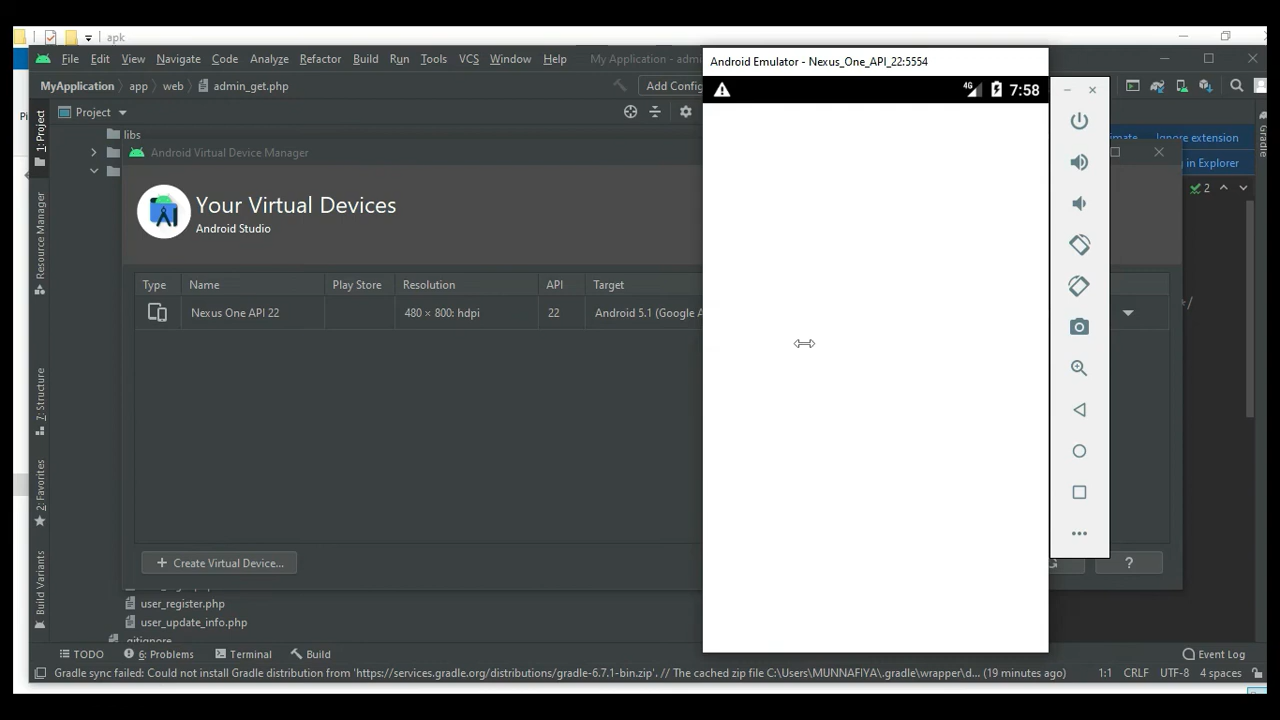 apk
File Edit View Navigate Code Analyze Refactor Build Run Tools VCS Window Help My Application - adm
MyApplication app web admin_get.php Add Config
Project
libs
Android Virtual Device Manager
Your Virtual Devices
Android Studio
Type Name Play Store Resolution API Target
Nexus One API 22 480 × 800: hdpi 22 Android 5.1 (Google A
+ Create Virtual Device...
?
user_register.php
user_update_info.php
Android Emulator - Nexus_One_API_22:5554
4G 7:58
Ignore extension
in Explorer
2
*/
1: Project
Resource Manager
7: Structure
2: Favorites
Build Variants
Gradle
TODO 6: Problems Terminal Build Event Log
Gradle sync failed: Could not install Gradle distribution from 'https://services.gradle.org/distributions/gradle-6.7.1-bin.zip'. // The cached zip file C:\Users\MUNNAFIYA\.gradle\wrapper\d... (19 minutes ago) 1:1 CRLF UTF-8 4 spaces